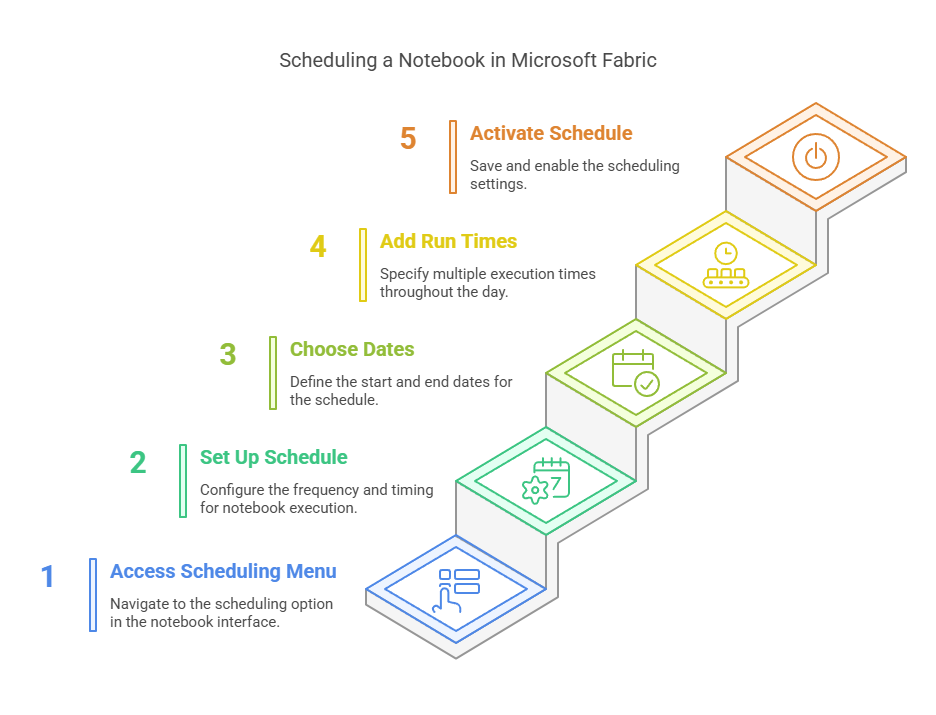 Scheduling a Notebook in Microsoft Fabric
5
Activate Schedule
Save and enable the scheduling
settings.
4
Add Run Times
Specify multiple execution times
throughout the day.
3
Choose Dates
Define the start and end dates for
the schedule.
2
Set Up Schedule
Configure the frequency and timing
for notebook execution.
7
1
Access Scheduling Menu
Navigate to the scheduling option
in the notebook interface.